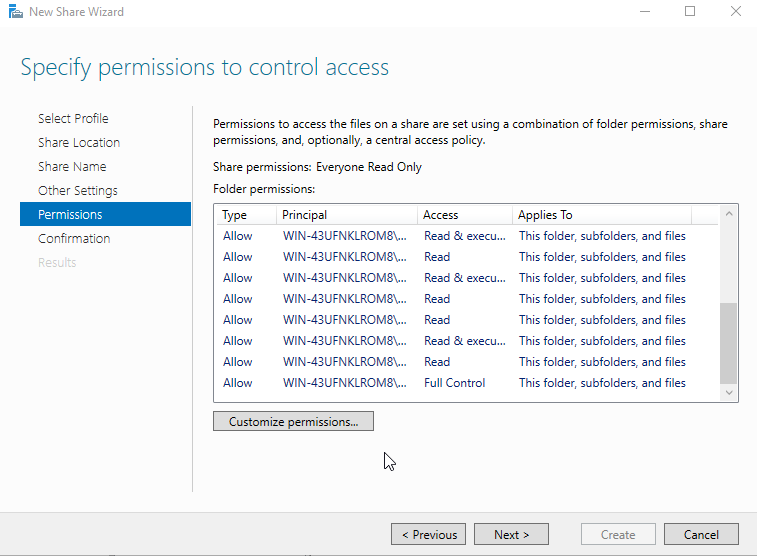 New Share Wizard
Specify permissions to control access
Select Profile
Share Location
Share Name
Other Settings
Permissions
Confirmation
Results
Permissions to access the files on a share are set using a combination of folder permissions, share
permissions, and, optionally, a central access policy.
Share permissions: Everyone Read Only
Folder permissions:
Type Principal Access Applies To
Allow WIN-43UFNKLROM8\... Read & execu... This folder, subfolders, and files
Allow WIN-43UFNKLROM8\... Read This folder, subfolders, and files
Allow WIN-43UFNKLROM8\... Read & execu... This folder, subfolders, and files
Allow WIN-43UFNKLROM8\... Read This folder, subfolders, and files
Allow WIN-43UFNKLROM8\... Read This folder, subfolders, and files
Allow WIN-43UFNKLROM8\... Read & execu... This folder, subfolders, and files
Allow WIN-43UFNKLROM8\... Read This folder, subfolders, and files
Allow WIN-43UFNKLROM8\... Full Control This folder, subfolders, and files
Customize permissions...
< Previous Next > Create Cancel